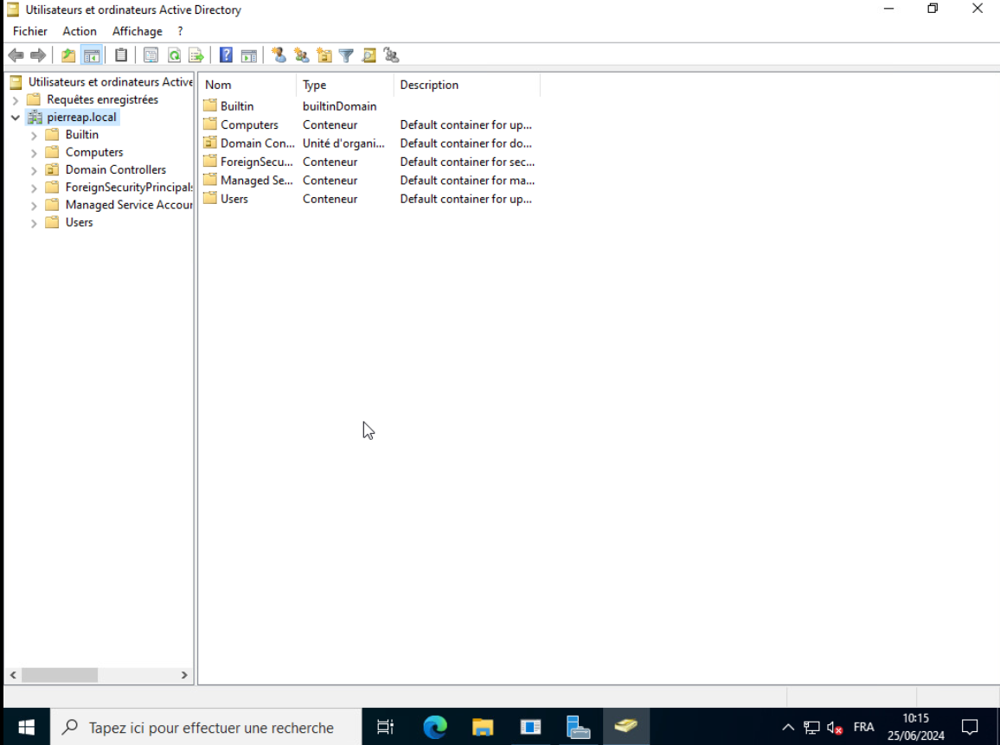 Utilisateurs et ordinateurs Active Directory
Fichier Action Affichage ?
Utilisateurs et ordinateurs Active
Requêtes enregistrées
pierreap.local
Builtin
Computers
Domain Controllers
ForeignSecurityPrincipals
Managed Service Accour
Users
Nom Type Description
Builtin builtinDomain
Computers Conteneur Default container for up...
Domain Con... Unité d'organi... Default container for do...
ForeignSecu... Conteneur Default container for sec...
Managed Se... Conteneur Default container for ma...
Users Conteneur Default container for up...
Tapez ici pour effectuer une recherche
FRA
10:15
25/06/2024